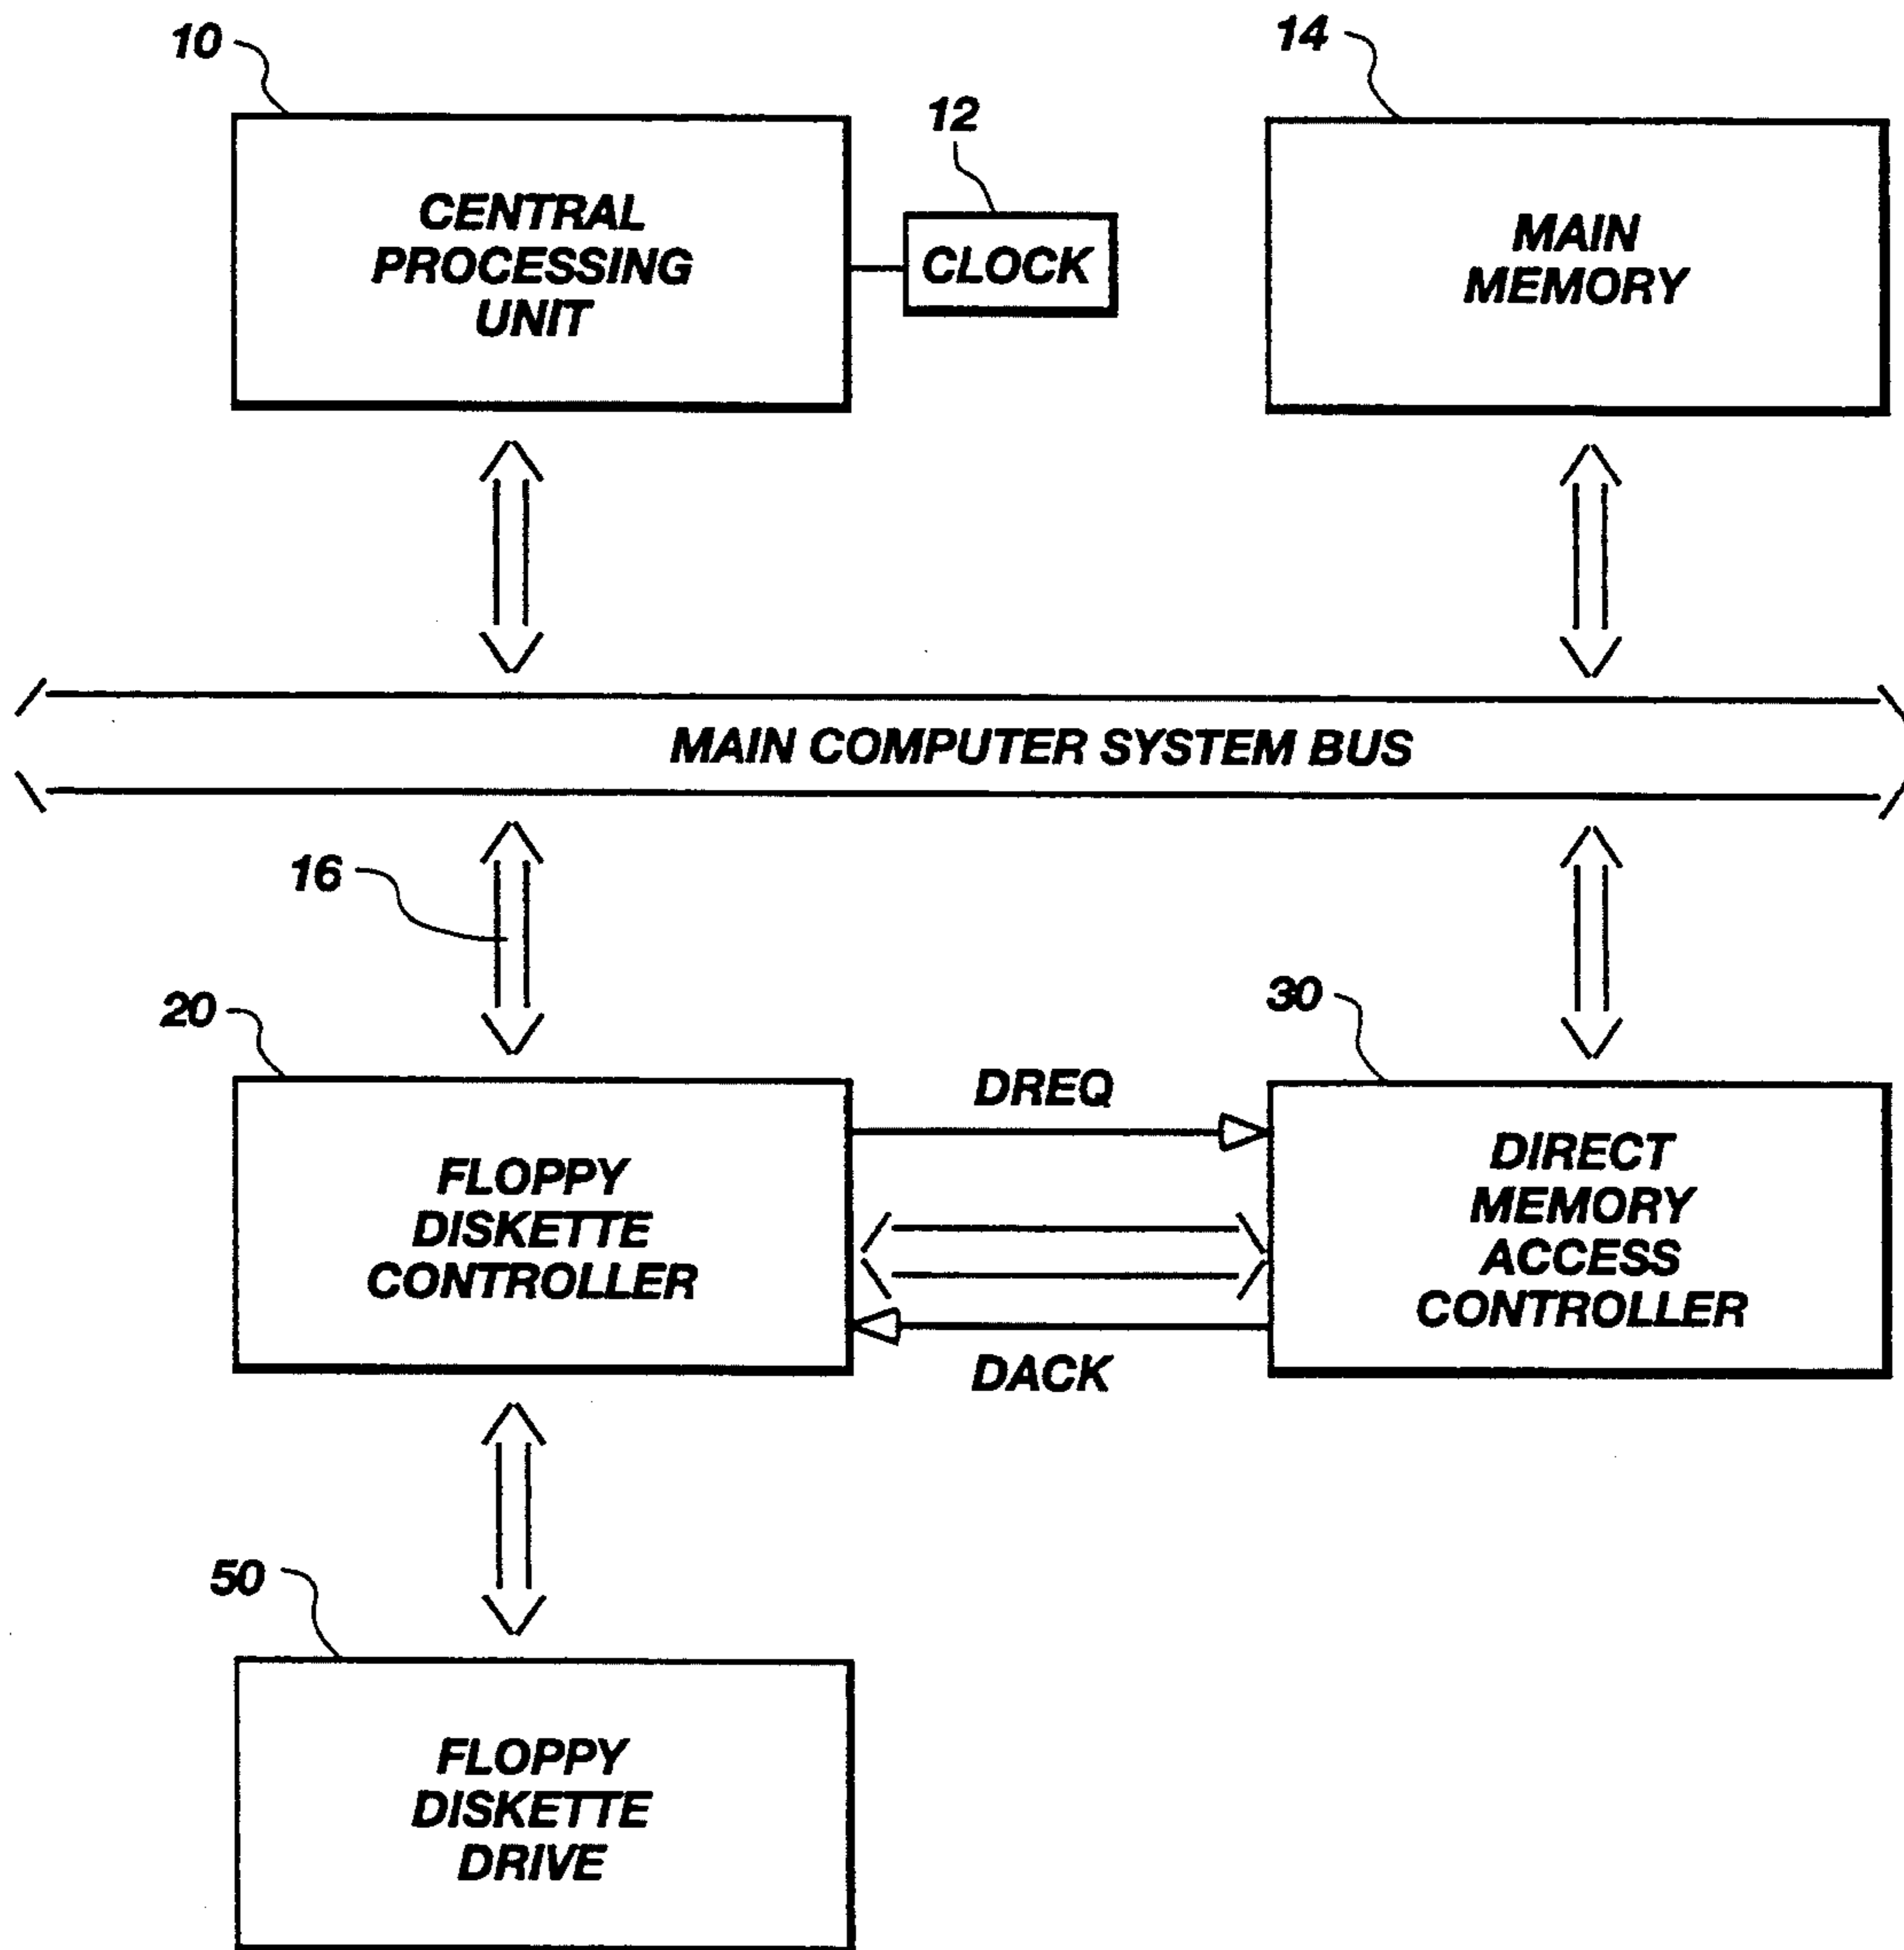 10
14
12
CENTRAL
PROCESSING
UNIT
CLOCK
MAIN
MEMORY
MAIN COMPUTER SYSTEM BUS
16
20
30
DREQ
FLOPPY
DISKETTE
CONTROLLER
DIRECT
MEMORY
ACCESS
CONTROLLER
DACK
50
FLOPPY
DISKETTE
DRIVE